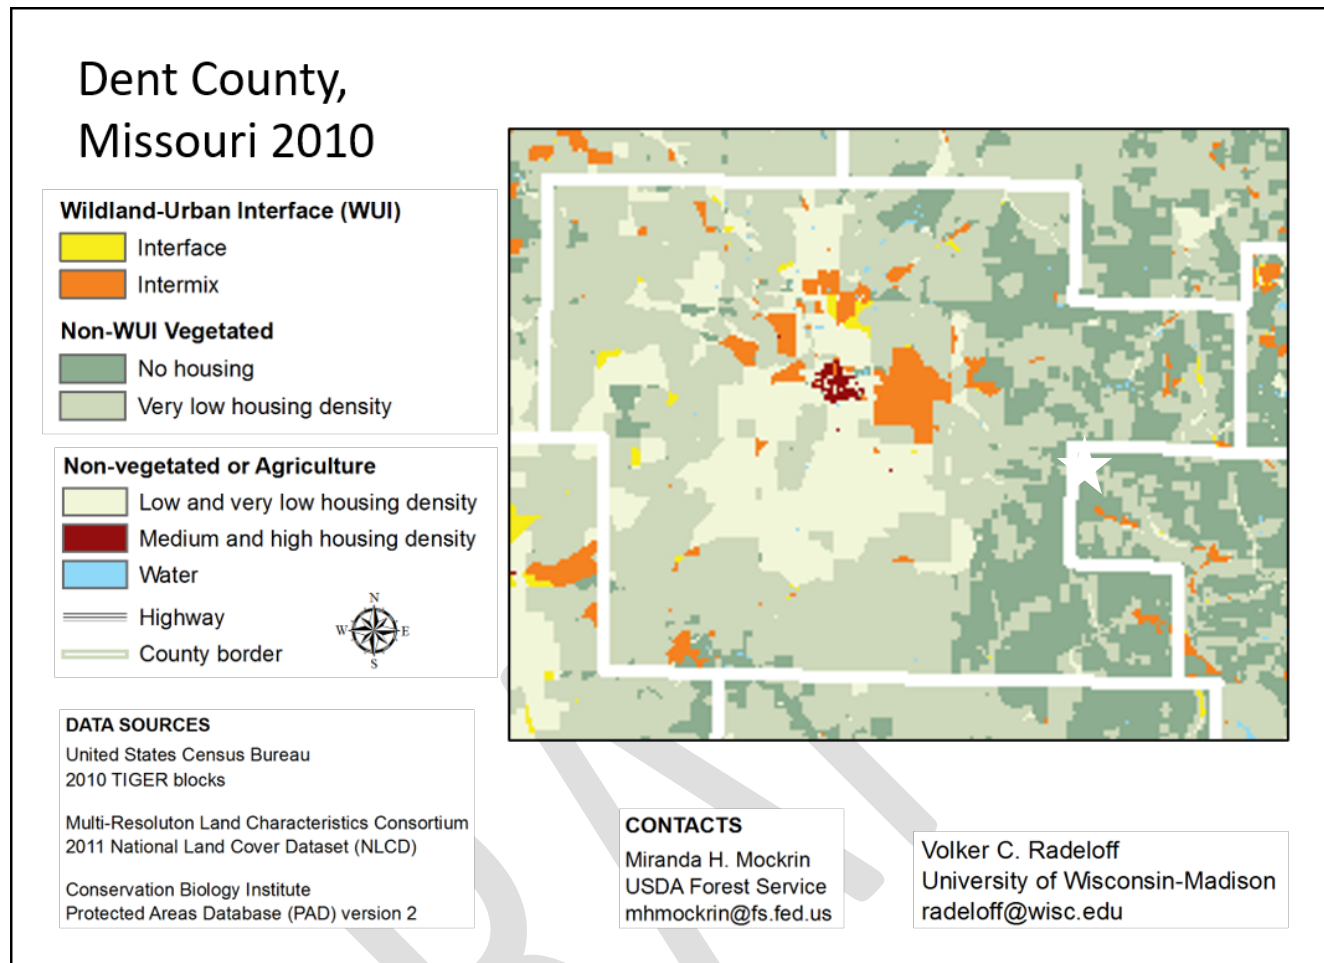 Dent County,
Missouri 2010
Wildland-Urban Interface (WUI)
Interface
Intermix
Non-WUI Vegetated
No housing
Very low housing density
Non-vegetated or Agriculture
Low and very low housing density
Medium and high housing density
Water
Highway
County border
N
W E
S
DATA SOURCES
United States Census Bureau
2010 TIGER blocks
Multi-Resoluton Land Characteristics Consortium
2011 National Land Cover Dataset (NLCD)
Conservation Biology Institute
Protected Areas Database (PAD) version 2
CONTACTS
Miranda H. Mockrin
USDA Forest Service
mhmockrin@fs.fed.us
Volker C. Radeloff
University of Wisconsin-Madison
radeloff@wisc.edu